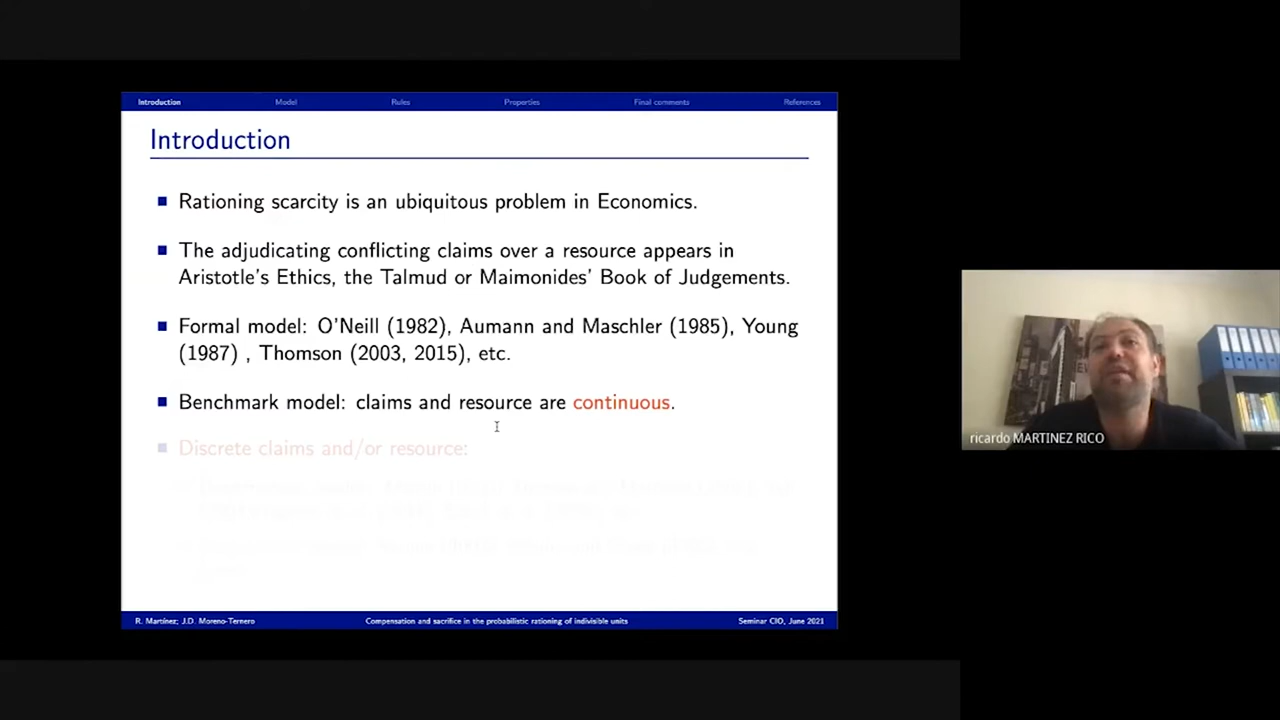 Introduction Model Rules Properties Final comments References
Introduction
Rationing scarcity is an ubiquitous problem in Economics.
The adjudicating conflicting claims over a resource appears in
Aristotle's Ethics, the Talmud or Maimonides' Book of Judgements.
Formal model: O'Neill (1982), Aumann and Maschler (1985), Young
(1987) , Thomson (2003, 2015), etc.
Benchmark model: claims and resource are continuous.
Discrete claims and/or resource:
R. Martínez; J.D. Moreno-Ternero Compensation and sacrifice in the probabilistic rationing of indivisible units Seminar CIO, June 2021
ricardo MARTINEZ RICO